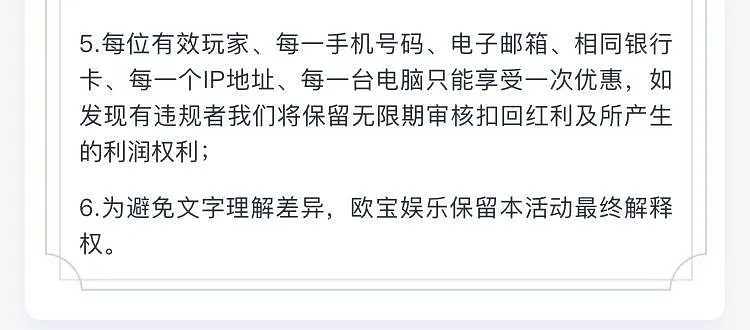 5.每位有效玩家、每一手机号码、电子邮箱、相同银行
卡、每一个IP地址、每一台电脑只能享受一次优惠，如
发现有违规者我们将保留无限期审核扣回红利及所产生
的利润权利；
6.为避免文字理解差异，欧宝娱乐保留本活动最终解释
权。